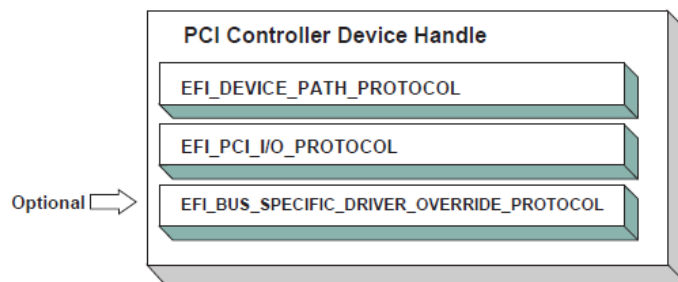 PCI Controller Device Handle
EFI_DEVICE_PATH_PROTOCOL
EFI_PCI_I/O_PROTOCOL
Optional
EFI_BUS_SPECIFIC_DRIVER_OVERRIDE_PROTOCOL